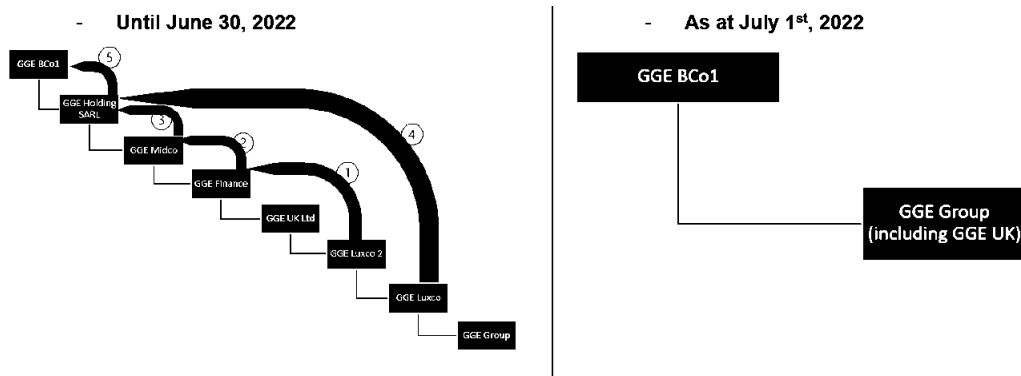 - Until June 30, 2022
5
GGE BCo1
GGE Holding
SARL
3
4
GGE Midco
2
GGE Finance
1
GGE UK Ltd
GGE Luxco 2
GGE Luxco
GGE Group
- As at July 1st, 2022
GGE BCo1
GGE Group
(including GGE UK)